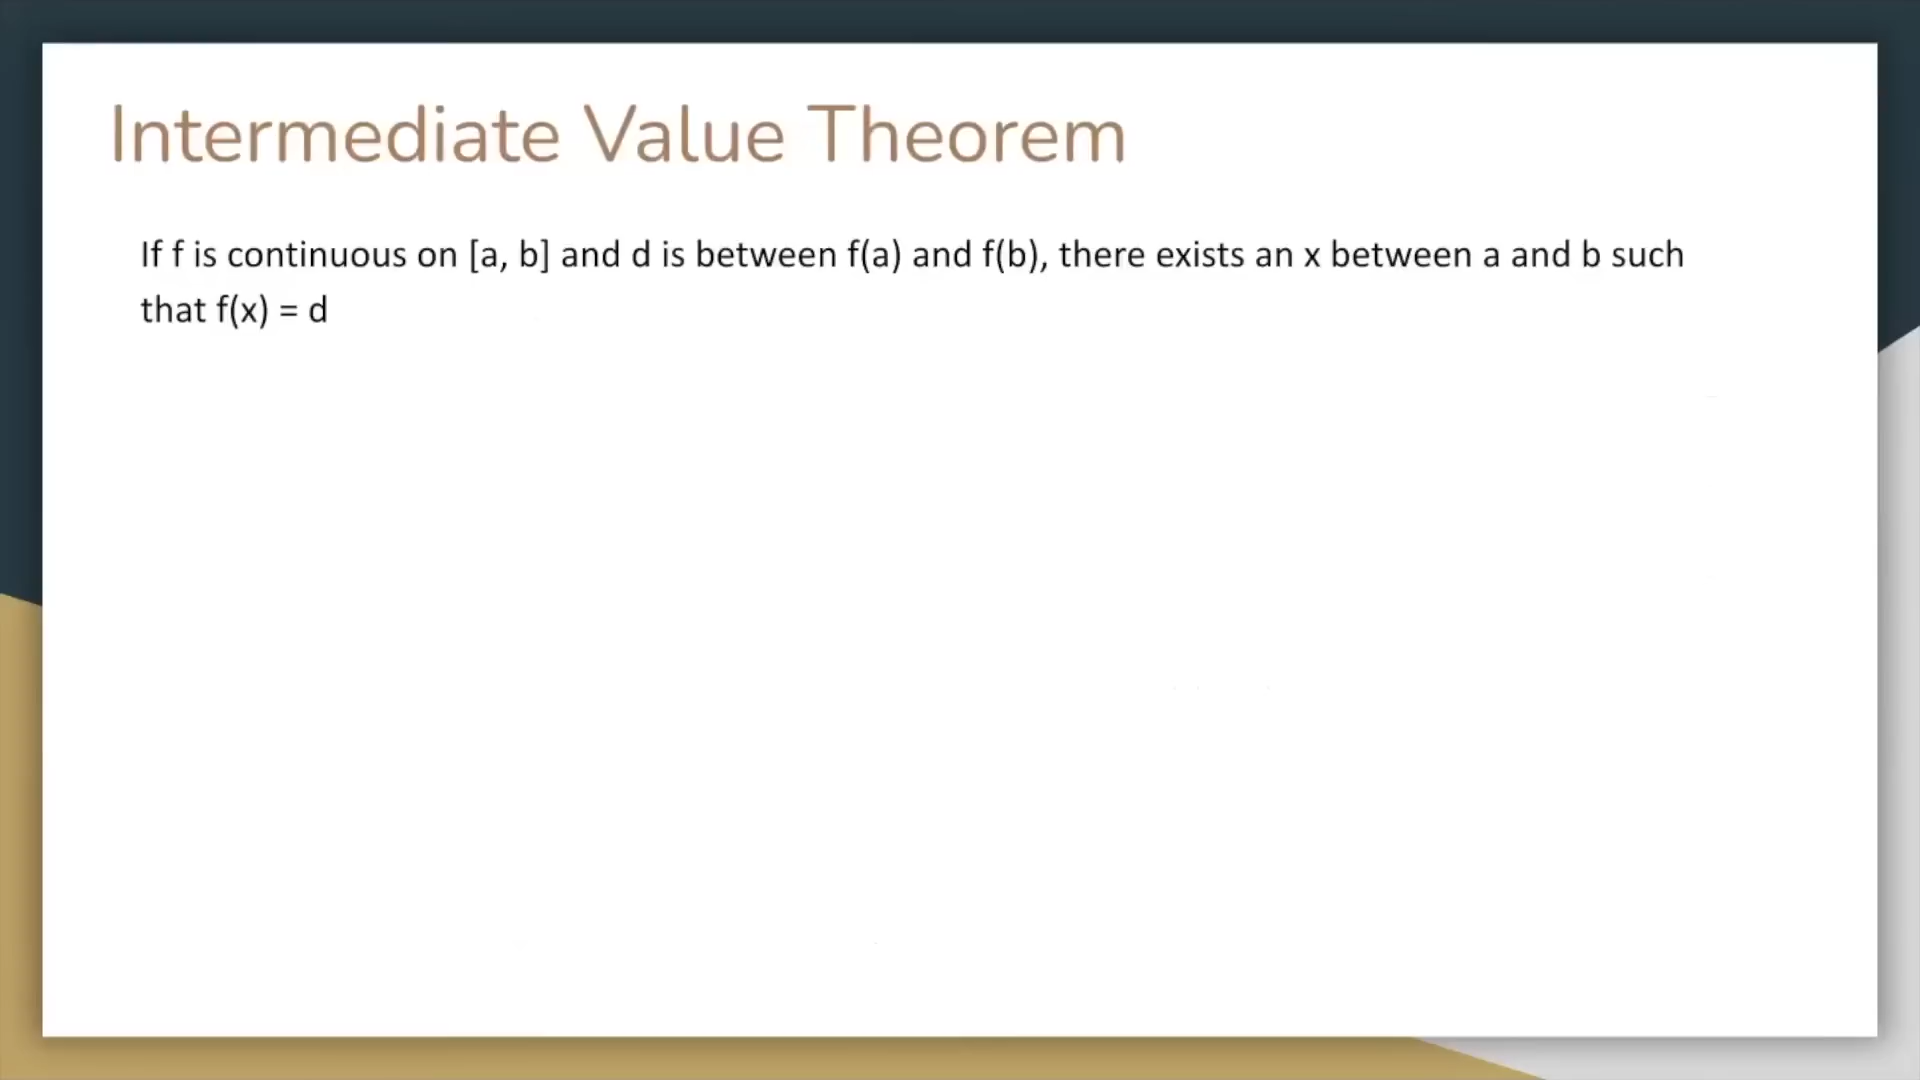 Intermediate Value Theorem
If f is continuous on [a, b] and d is between f(a) and f(b), there exists an x between a and b such
that f(x) = d